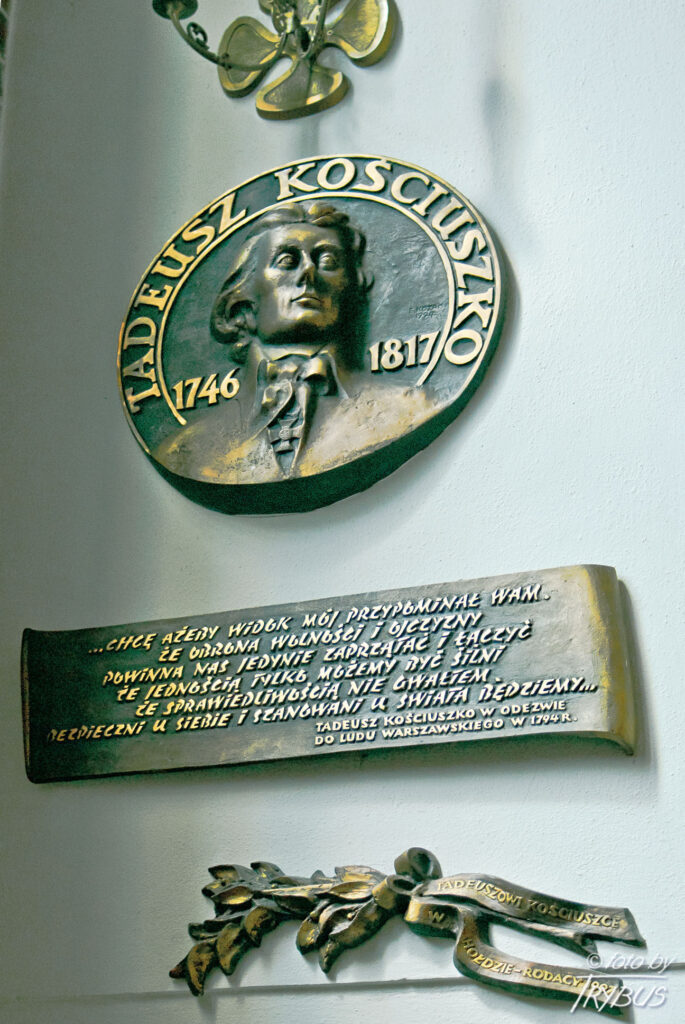 TADEUSZ KOŚCIUSZKO
1746 1817
...CHCĘ AŻEBY WIDOK MÓJ PRZYPOMINAŁ WAM.
ŻE OBRONA WOLNOŚCI I OJCZYZNY
POWINNA NAS JEDYNIE ZAPRZĄTAĆ I ŁĄCZYĆ
ŻE JEDNOŚCIĄ TYLKO MOŻEMY BYĆ SILNI
ŻE SPRAWIEDLIWOŚCIĄ NIE GWAŁTEM.
BEZPIECZNI U SIEBIE I SZANOWANI U ŚWIATA BĘDZIEMY...
TADEUSZ KOŚCIUSZKO W ODEZWIE
DO LUDU WARSZAWSKIEGO W 1794 R.
TADEUSZOWI KOŚCIUSZCE
W
HOŁDZIE-RODACY
© foto by
TRYBUS